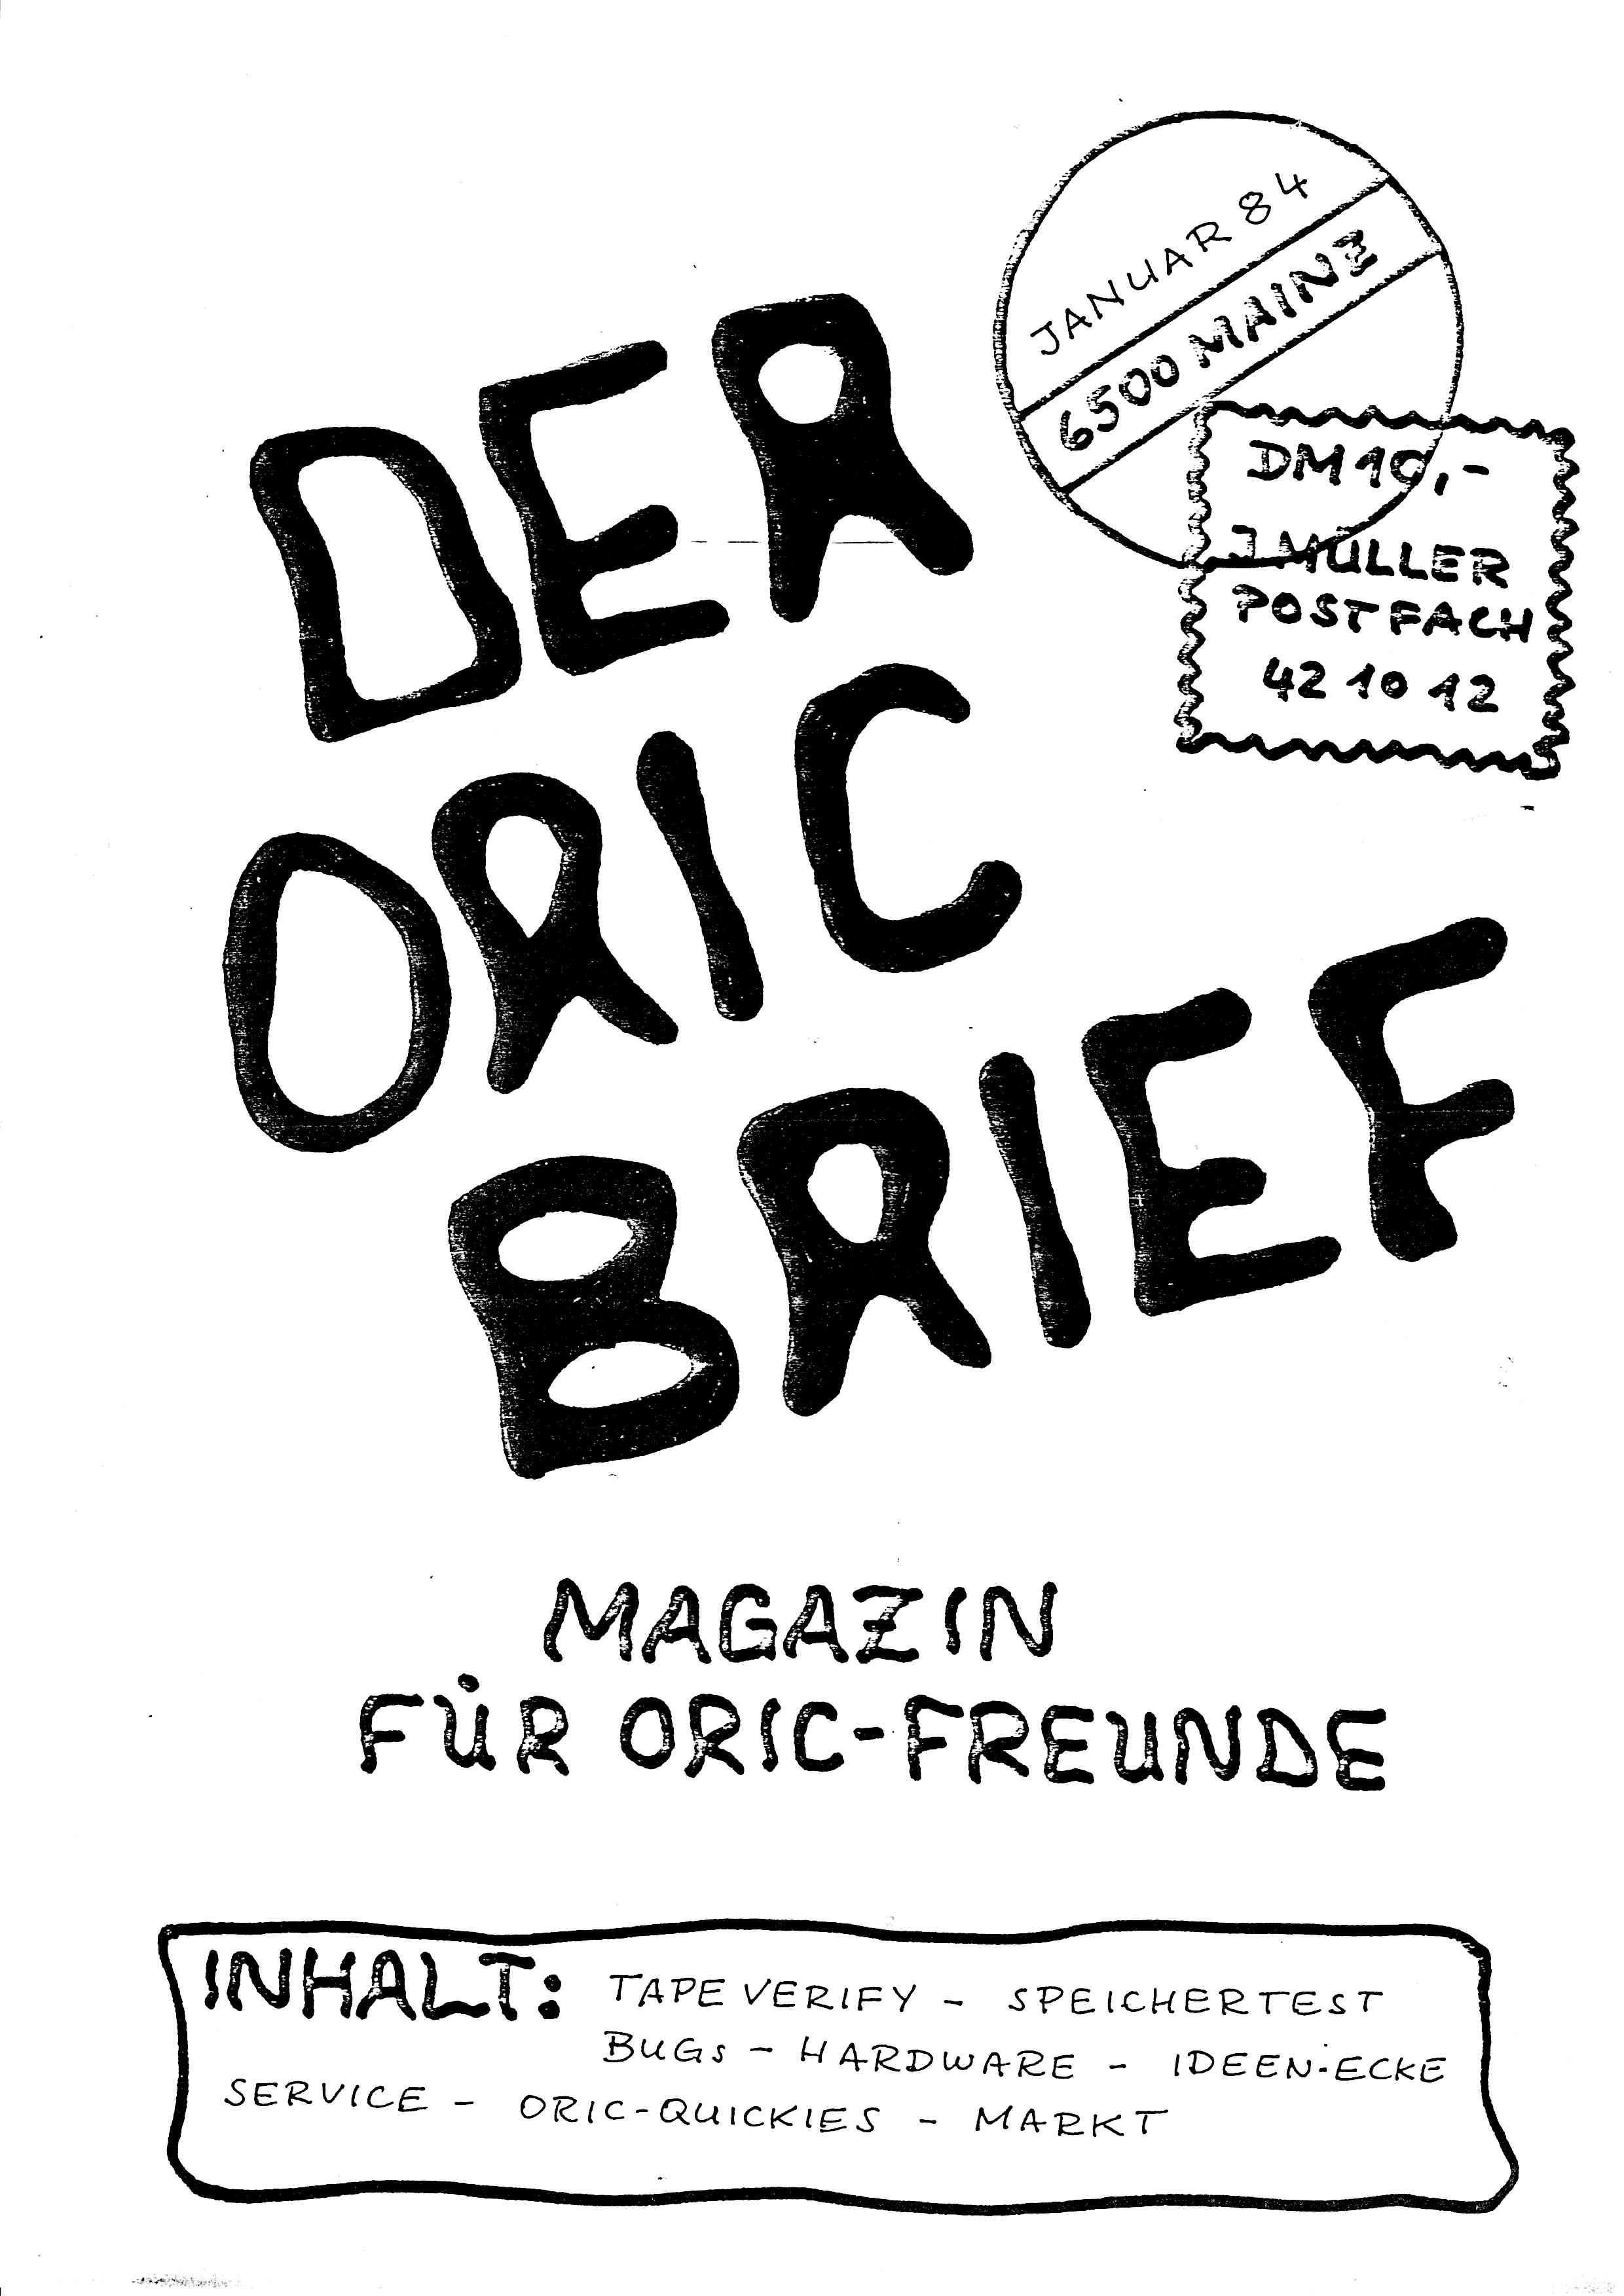 JANUAR 84
6500 MAINZ
DM 10,-
J MÜLLER
POSTFACH
42 10 12
DER
ORIC
BRIEF
MAGAZIN
FÜR ORIC-FREUNDE
INHALT: TAPE VERIFY - SPEICHERTEST
BUGS - HARDWARE - IDEEN-ECKE
SERVICE - ORIC-QUICKIES - MARKT